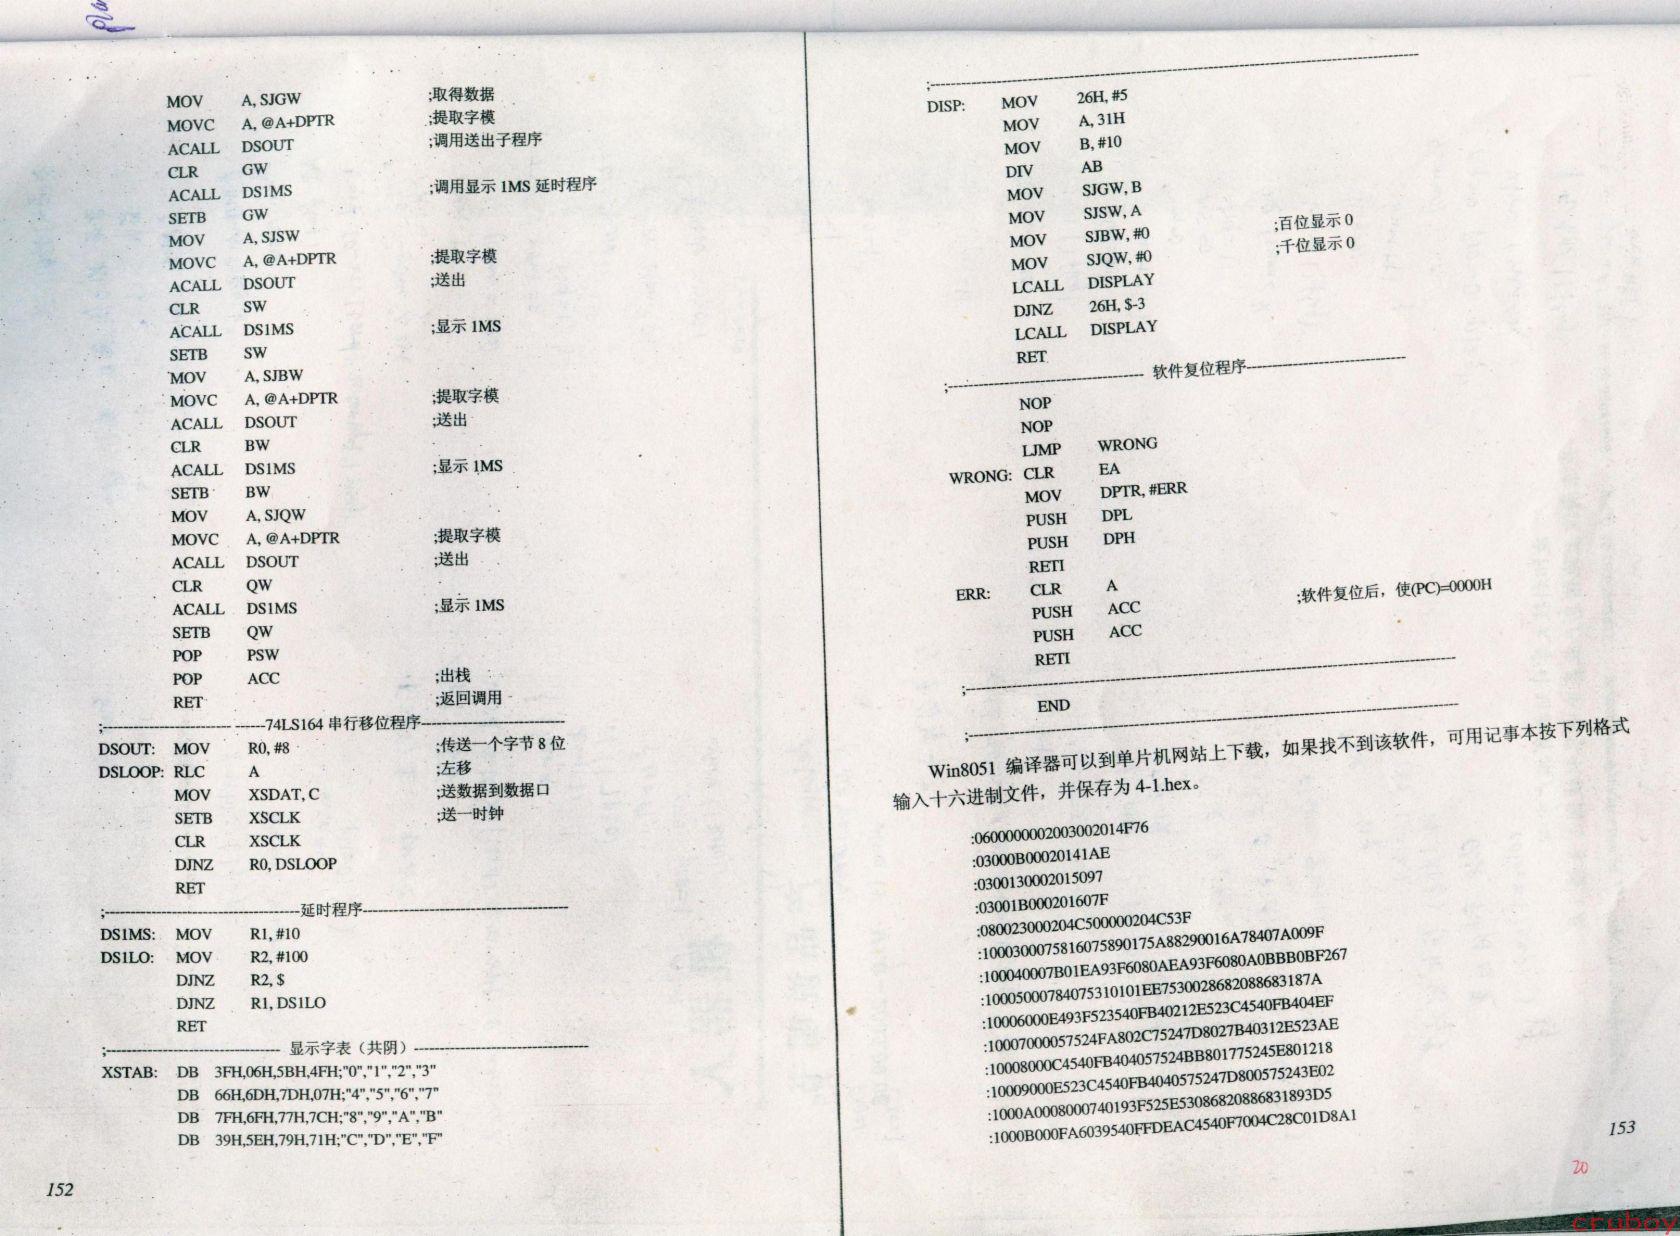 MOV A, SJGW ;取得数据
MOVC A, @A+DPTR ;提取字模
ACALL DSOUT ;调用送出子程序
CLR GW
ACALL DS1MS ;调用显示 1MS 延时程序
SETB GW
MOV A, SJSW
MOVC A, @A+DPTR ;提取字模
ACALL DSOUT ;送出
CLR SW
ACALL DS1MS ;显示 1MS
SETB SW
MOV A, SJBW
MOVC A, @A+DPTR ;提取字模
ACALL DSOUT ;送出
CLR BW
ACALL DS1MS ;显示 1MS
SETB BW
MOV A, SJQW
MOVC A, @A+DPTR ;提取字模
ACALL DSOUT ;送出
CLR QW
ACALL DS1MS ;显示 1MS
SETB QW
POP PSW
POP ACC ;出栈
RET ;返回调用
;------------------------- ------74LS164 串行移位程序----------------------------
DSOUT: MOV R0, #8 ;传送一个字节 8 位
DSLOOP: RLC A ;左移
MOV XSDAT, C ;送数据到数据口
SETB XSCLK ;送一时钟
CLR XSCLK
DJNZ R0, DSLOOP
RET
;---------------------------------------延时程序-----------------------------------------
DS1MS: MOV R1, #10
DS1LO: MOV R2, #100
DJNZ R2, $
DJNZ R1, DS1LO
RET
;---------------------------------- 显示字表（共阴）-----------------------------------
XSTAB: DB 3FH,06H,5BH,4FH;"0","1","2","3"
DB 66H,6DH,7DH,07H;"4","5","6","7"
DB 7FH,6FH,77H,7CH;"8","9","A","B"
DB 39H,5EH,79H,71H;"C","D","E","F"
152
;--------------------------------------------------------------------------------
DISP: MOV 26H, #5
MOV A, 31H
MOV B, #10
DIV AB
MOV SJGW, B
MOV SJSW, A
MOV SJBW, #0 ;百位显示 0
MOV SJQW, #0 ;千位显示 0
LCALL DISPLAY
DJNZ 26H, $-3
LCALL DISPLAY
RET
;--------------------------------------- 软件复位程序-------------------------------
NOP
NOP
LJMP WRONG
WRONG: CLR EA
MOV DPTR, #ERR
PUSH DPL
PUSH DPH
RETI
ERR: CLR A ;软件复位后，使(PC)=0000H
PUSH ACC
PUSH ACC
RETI
;--------------------------------------------------------------------------------
END
;--------------------------------------------------------------------------------
Win8051 编译器可以到单片机网站上下载，如果找不到该软件，可用记事本按下列格式
输入十六进制文件，并保存为 4-1.hex。
:0600000002003002014F76
:03000B00020141AE
:0300130002015097
:03001B000201607F
:080023000204C500000204C53F
:1000300075816075890175A88290016A78407A009F
:100040007B01EA93F6080AEA93F6080A0BBB0BF267
:10005000784075310101EE7530028682088683187A
:10006000E493F523540FB40212E523C4540FB404EF
:10007000057524FA802C75247D8027B40312E523AE
:10008000C4540FB404057524BB801775245E801218
:10009000E523C4540FB4040575247D800575243E02
:1000A0008000740193F525E53086820886831893D5
:1000B000FA6039540FFDEAC4540F7004C28C01D8A1
153
20
cruboy